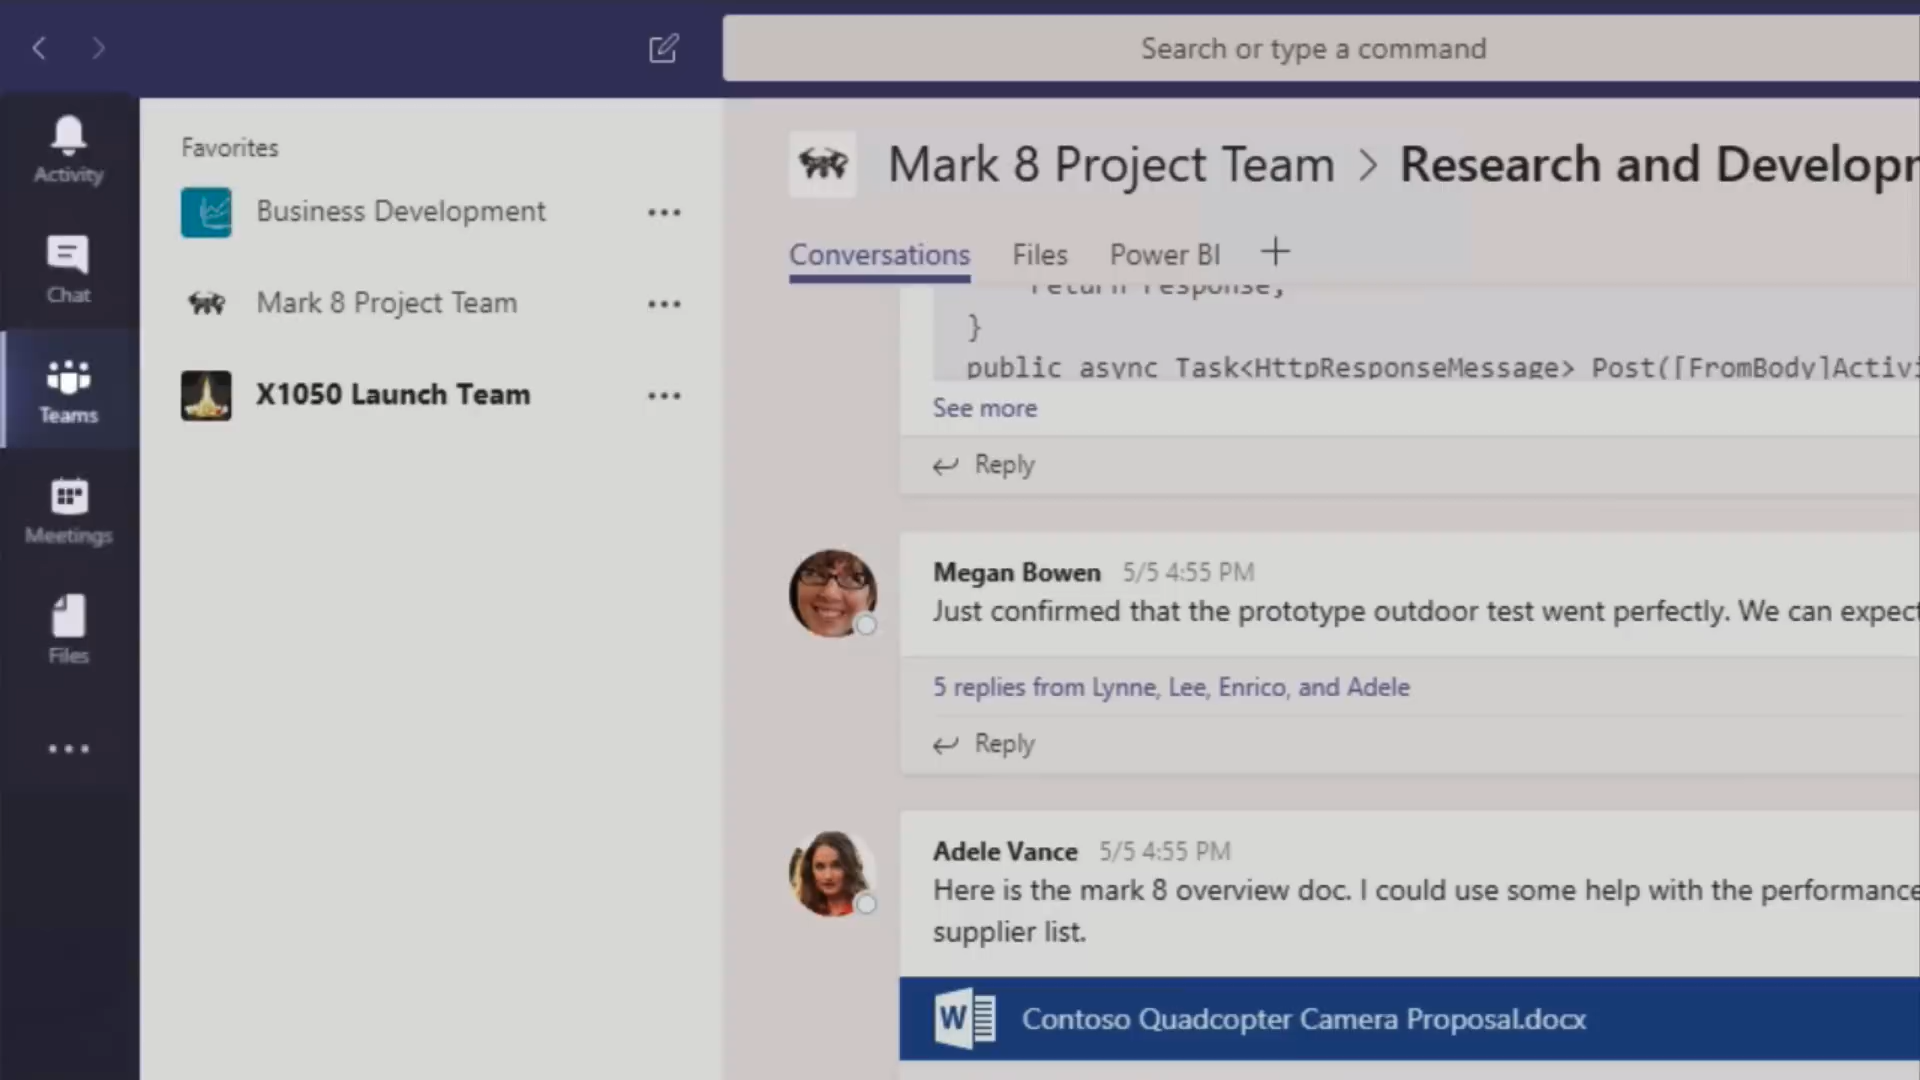 Search or type a command
Activity
Chat
Teams
Meetings
Files
Favorites
Business Development
Mark 8 Project Team
X1050 Launch Team
Mark 8 Project Team > Research and Developm
Conversations Files Power BI +
return response;
}
public async Task<HttpResponseMessage> Post([FromBody]Activi
See more
Reply
Megan Bowen 5/5 4:55 PM
Just confirmed that the prototype outdoor test went perfectly. We can expect
5 replies from Lynne, Lee, Enrico, and Adele
Reply
Adele Vance 5/5 4:55 PM
Here is the mark 8 overview doc. I could use some help with the performance
supplier list.
Contoso Quadcopter Camera Proposal.docx